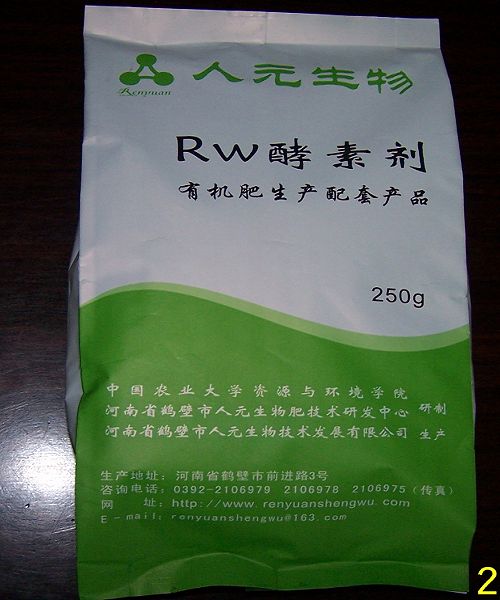 人元生物
Renyuan
RW酵素剂
有机肥生产配套产品
250g
中国农业大学资源与环境学院
河南省鹤壁市人元生物肥技术研发中心 研制
河南省鹤壁市人元生物技术发展有限公司 生产
生产地址：河南省鹤壁市前进路3号
咨询电话：0392-2106979 2106978 2106975（传真）
网 址：http://www.renyuanshengwu.com
E-mail：renyuanshengwu@163.com
2